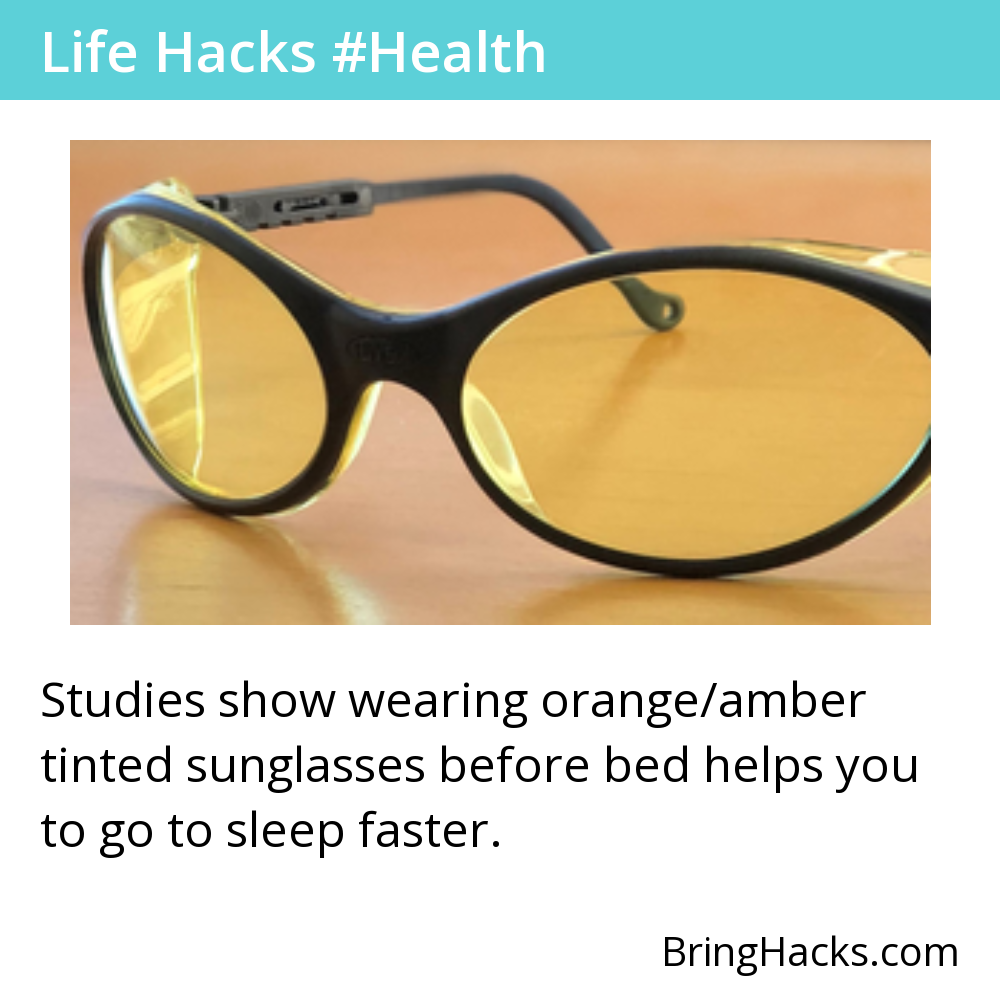 Life Hacks #Health
Studies show wearing orange/amber
tinted sunglasses before bed helps you
to go to sleep faster.
BringHacks.com